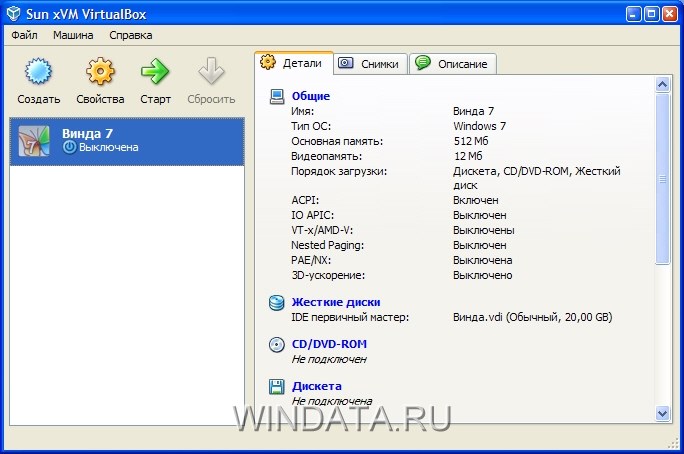 Sun xVM VirtualBox
Файл Машина Справка
Создать Свойства Старт Сбросить
Винда 7
Выключена
Детали Снимки Описание
Общие
Имя: Винда 7
Тип ОС: Windows 7
Основная память: 512 Мб
Видеопамять: 12 Мб
Порядок загрузки: Дискета, CD/DVD-ROM, Жесткий
диск
ACPI: Включен
IO APIC: Выключен
VT-x/AMD-V: Выключены
Nested Paging: Выключен
PAE/NX: Выключена
3D-ускорение: Выключено
Жесткие диски
IDE первичный мастер: Винда.vdi (Обычный, 20,00 GB)
CD/DVD-ROM
Не подключен
Дискета
Не подключена
WINDATA.RU